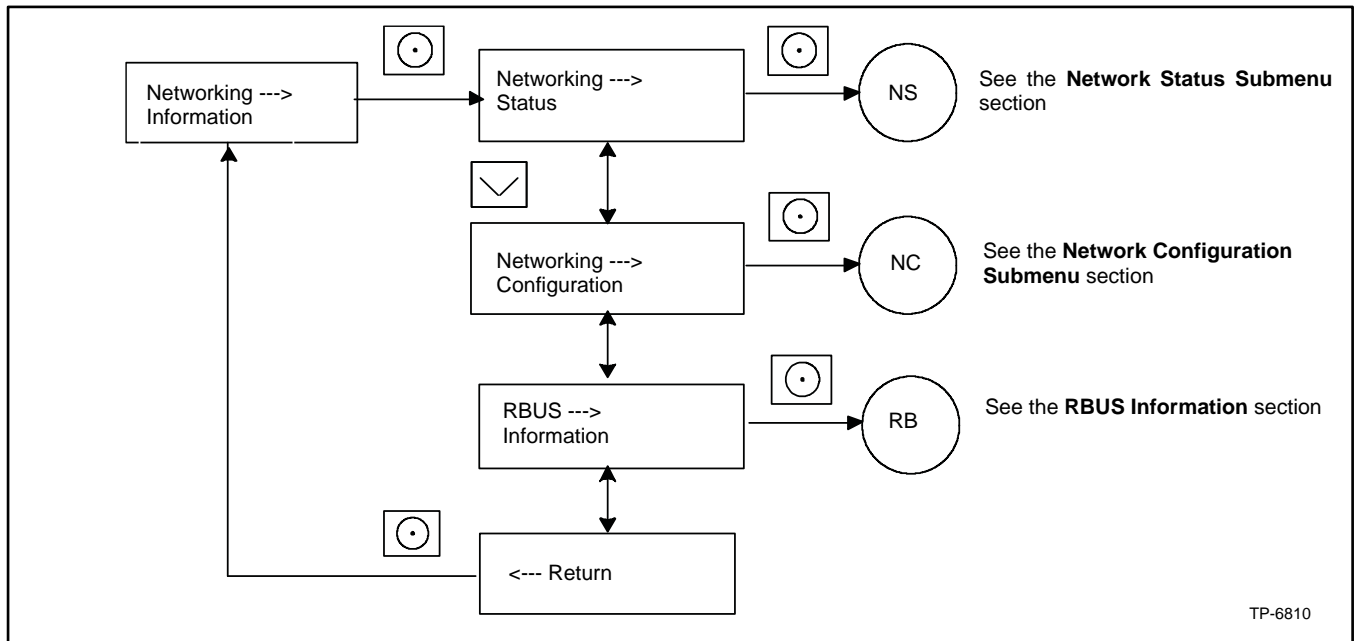 Networking --->
Information
Networking --->
Status
NS
See the Network Status Submenu
section
Networking --->
Configuration
NC
See the Network Configuration
Submenu section
RBUS --->
Information
RB
See the RBUS Information section
<--- Return
TP-6810